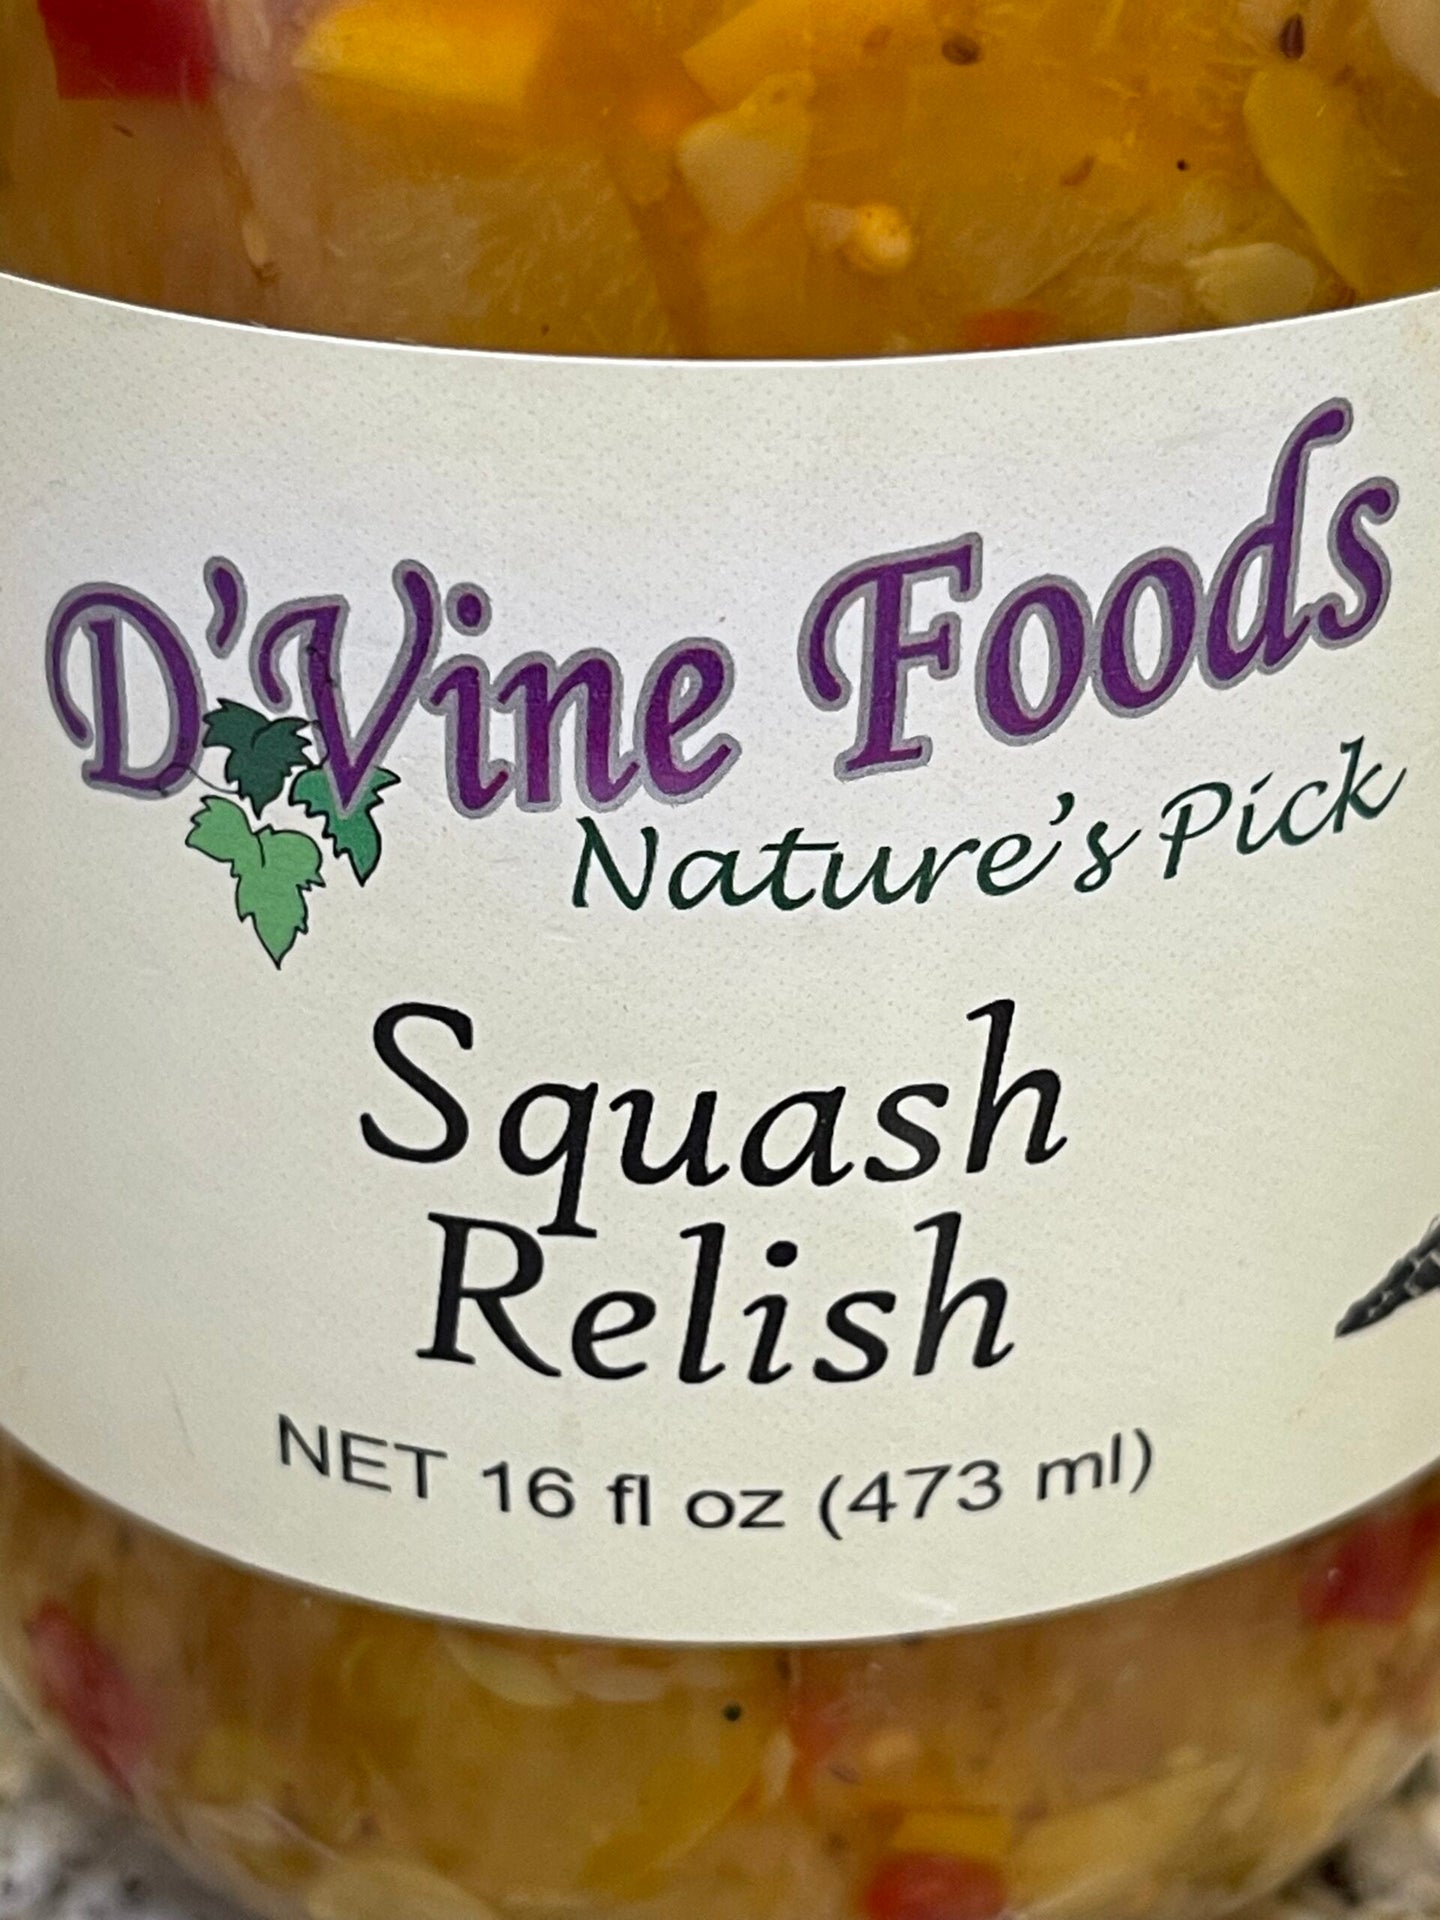 D'Vine Foods
Nature's Pick
Squash
Relish
NET 16 fl oz (473 ml)